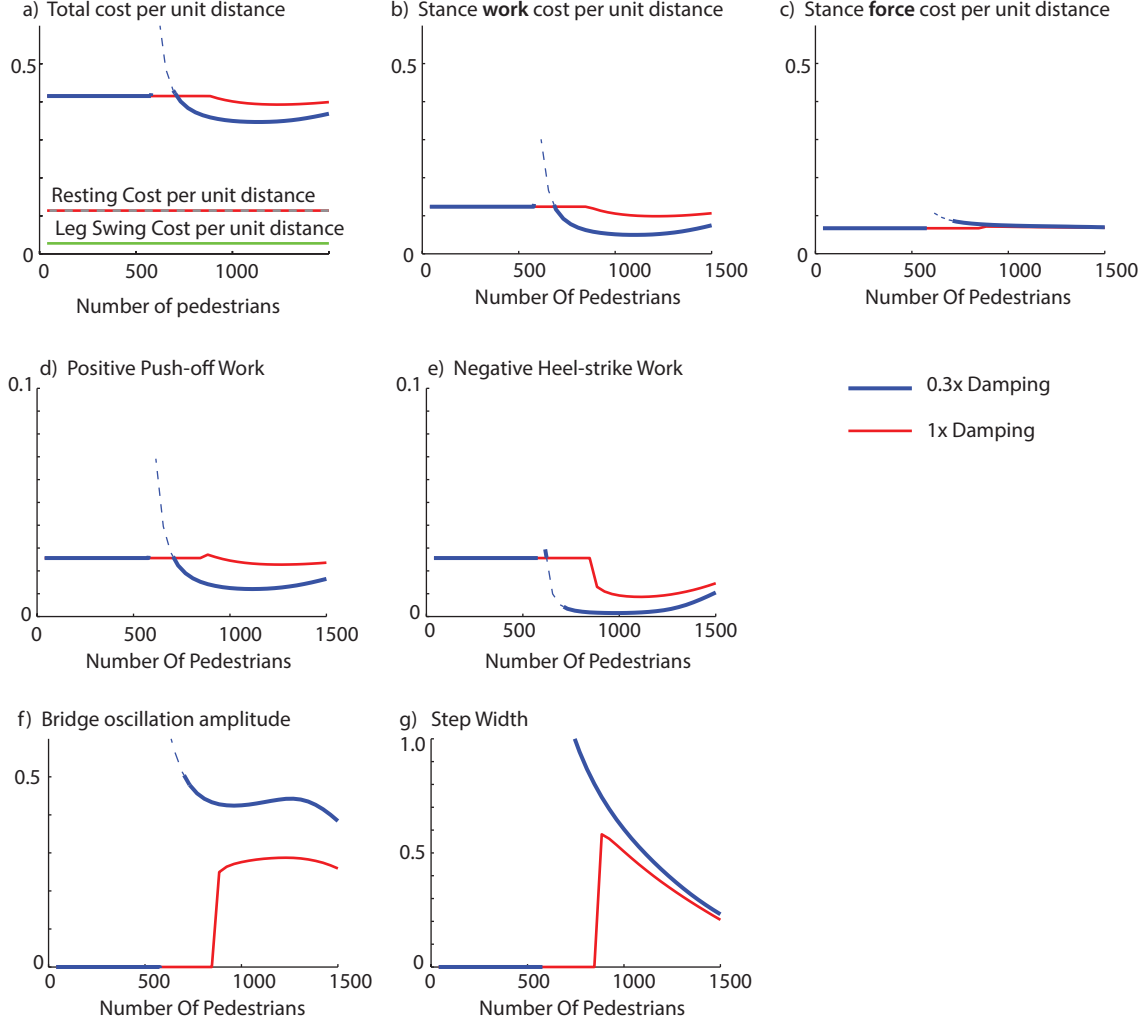 a) Total cost per unit distance
0.5
Resting Cost per unit distance
Leg Swing Cost per unit distance
0
0 500 1000 1500
Number of pedestrians
b) Stance work cost per unit distance
0.5
0
0 500 1000 1500
Number Of Pedestrians
c) Stance force cost per unit distance
0.5
0
0 500 1000 1500
Number Of Pedestrians
d) Positive Push-off Work
0.1
0
0 500 1000 1500
Number Of Pedestrians
e) Negative Heel-strike Work
0.1
0
0 500 1000 1500
Number Of Pedestrians
0.3x Damping
1x Damping
f) Bridge oscillation amplitude
0.5
0
0 500 1000 1500
Number Of Pedestrians
g) Step Width
1.0
0.5
0
0 500 1000 1500
Number Of Pedestrians